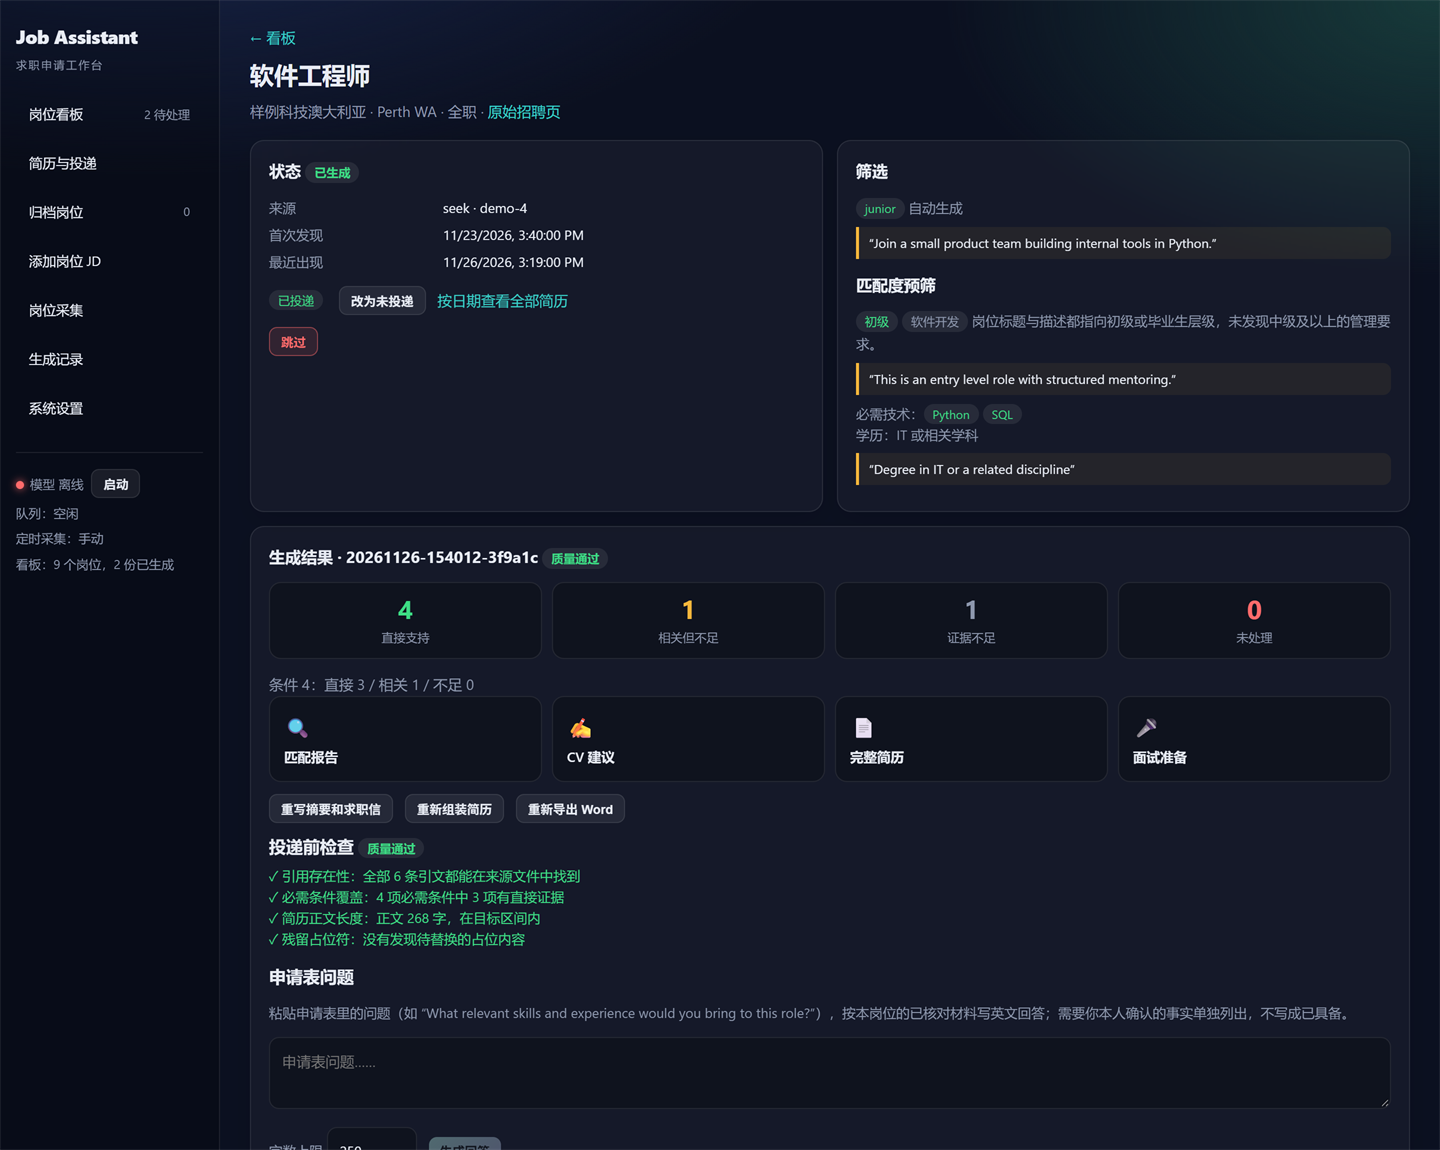 Job Assistant
求职申请工作台
岗位看板 2 待处理
简历与投递
归档岗位 0
添加岗位 JD
岗位采集
生成记录
系统设置
模型 离线 启动
队列：空闲
定时采集：手动
看板：9 个岗位，2 份已生成
← 看板
软件工程师
样例科技澳大利亚 · Perth WA · 全职 · 原始招聘页
状态 已生成
来源 seek · demo-4
首次发现 11/23/2026, 3:40:00 PM
最近出现 11/26/2026, 3:19:00 PM
已投递 改为未投递 按日期查看全部简历
跳过
筛选
junior 自动生成
“Join a small product team building internal tools in Python.”
匹配度预筛
初级 软件开发 岗位标题与描述都指向初级或毕业生层级，未发现中级及以上的管理要
求。
“This is an entry level role with structured mentoring.”
必需技术： Python SQL
学历：IT 或相关学科
“Degree in IT or a related discipline”
生成结果 · 20261126-154012-3f9a1c 质量通过
4 1 1 0
直接支持 相关但不足 证据不足 未处理
条件 4：直接 3 / 相关 1 / 不足 0
匹配报告 CV 建议 完整简历 面试准备
重写摘要和求职信 重新组装简历 重新导出 Word
投递前检查 质量通过
✓ 引用存在性：全部 6 条引文都能在来源文件中找到
✓ 必需条件覆盖：4 项必需条件中 3 项有直接证据
✓ 简历正文长度：正文 268 字，在目标区间内
✓ 残留占位符：没有发现待替换的占位内容
申请表问题
粘贴申请表里的问题（如 “What relevant skills and experience would you bring to this role?”），按本岗位的已核对材料写英文回答；需要你本人确认的事实单独列出，不写成已具备。
申请表问题……